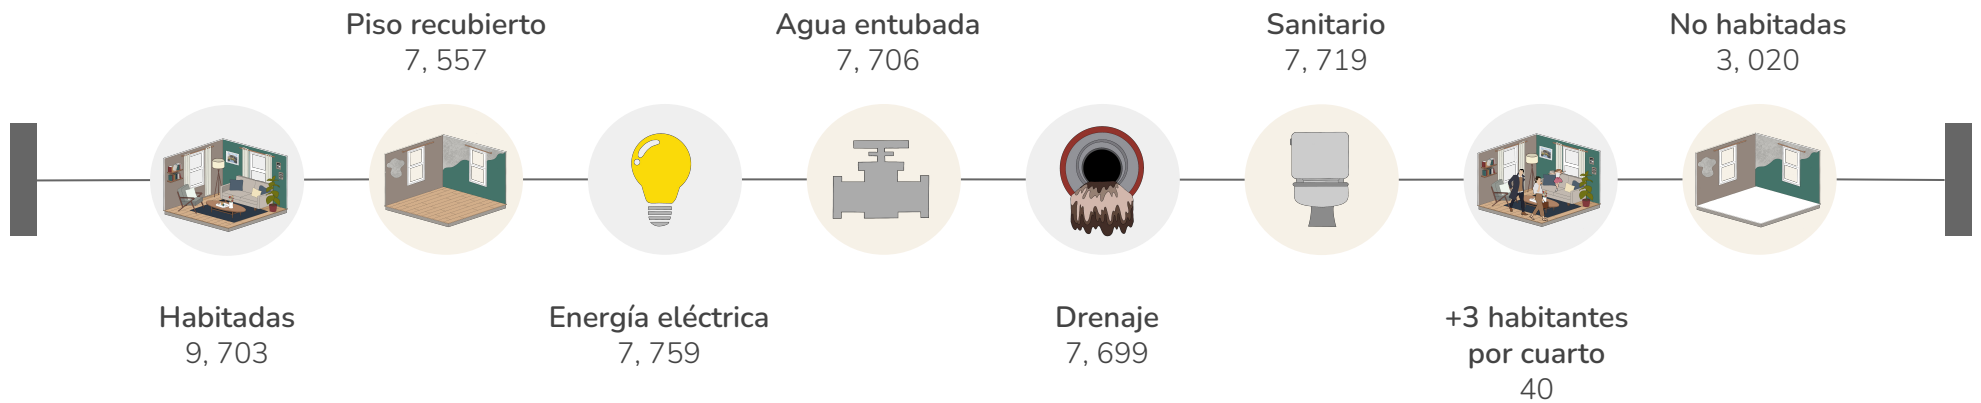 Piso recubierto
7, 557
Agua entubada
7, 706
Sanitario
7, 719
No habitadas
3, 020
Habitadas
9, 703
Energía eléctrica
7, 759
Drenaje
7, 699
+3 habitantes
por cuarto
40